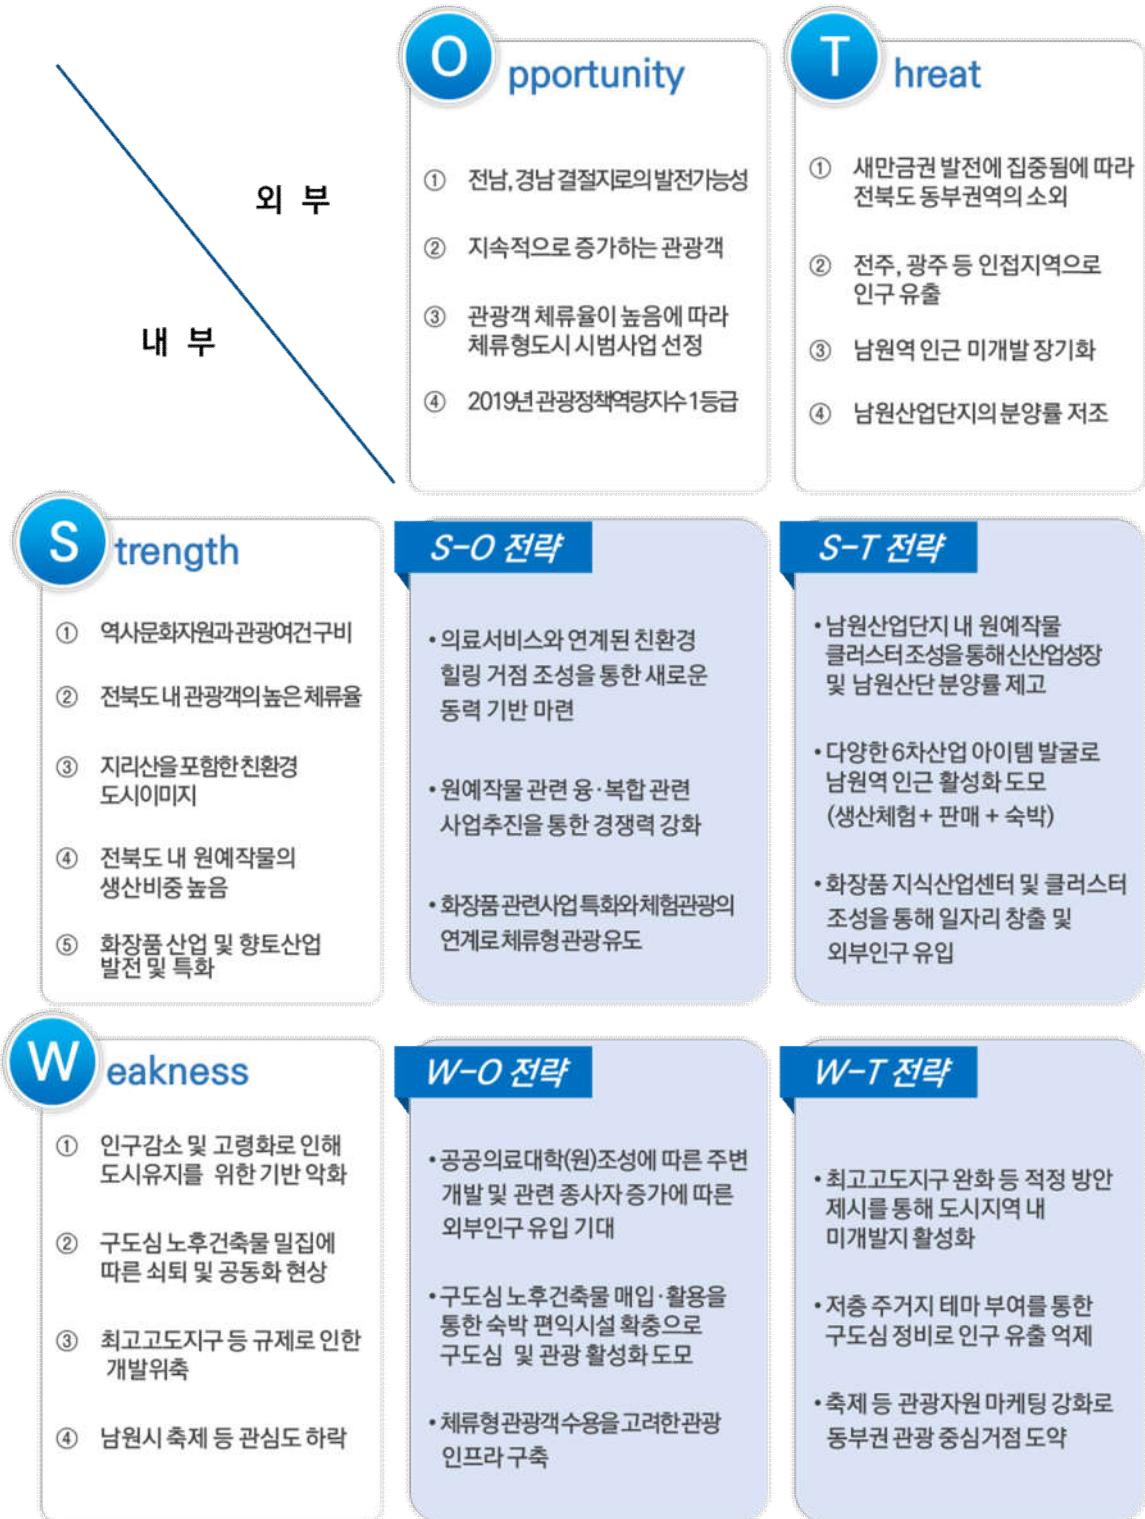 Opportunity
① 전남, 경남 결절지로의 발전가능성
② 지속적으로 증가하는 관광객
③ 관광객 체류율이 높음에 따라
체류형도시 시범사업 선정
④ 2019년 관광정책역량지수 1등급
Threat
① 새만금권 발전에 집중됨에 따라
전북도 동부권역의 소외
② 전주, 광주 등 인접지역으로
인구 유출
③ 남원역 인근 미개발 장기화
④ 남원산업단지의 분양률 저조
외 부
내 부
Strength
① 역사문화자원과 관광여건 구비
② 전북도 내 관광객의 높은 체류율
③ 지리산을 포함한 친환경
도시이미지
④ 전북도 내 원예작물의
생산비중 높음
⑤ 화장품 산업 및 향토산업
발전 및 특화
S-O 전략
• 의료서비스와 연계된 친환경
힐링 거점 조성을 통한 새로운
동력 기반 마련
• 원예작물 관련 융·복합 관련
사업추진을 통한 경쟁력 강화
• 화장품 관련사업 특화와 체험관광의
연계로 체류형 관광 유도
S-T 전략
• 남원산업단지 내 원예작물
클러스터 조성을 통해 신산업성장
및 남원산단 분양률 제고
• 다양한 6차산업 아이템 발굴로
남원역 인근 활성화 도모
(생산체험+ 판매 + 숙박)
• 화장품 지식산업센터 및 클러스터
조성을 통해 일자리 창출 및
외부인구 유입
Weakness
① 인구감소 및 고령화로 인해
도시유지를 위한 기반 악화
② 구도심 노후건축물 밀집에
따른 쇠퇴 및 공동화 현상
③ 최고고도지구 등 규제로 인한
개발위축
④ 남원시 축제 등 관심도 하락
W-O 전략
• 공공의료대학(원)조성에 따른 주변
개발 및 관련 종사자 증가에 따른
외부인구 유입 기대
• 구도심 노후건축물 매입·활용을
통한 숙박 편익시설 확충으로
구도심 및 관광 활성화 도모
• 체류형 관광객 수용을 고려한 관광
인프라 구축
W-T 전략
• 최고고도지구 완화 등 적정 방안
제시를 통해 도시지역 내
미개발지 활성화
• 저층 주거지 테마 부여를 통한
구도심 정비로 인구 유출 억제
• 축제 등 관광자원 마케팅 강화로
동부권 관광 중심거점 도약